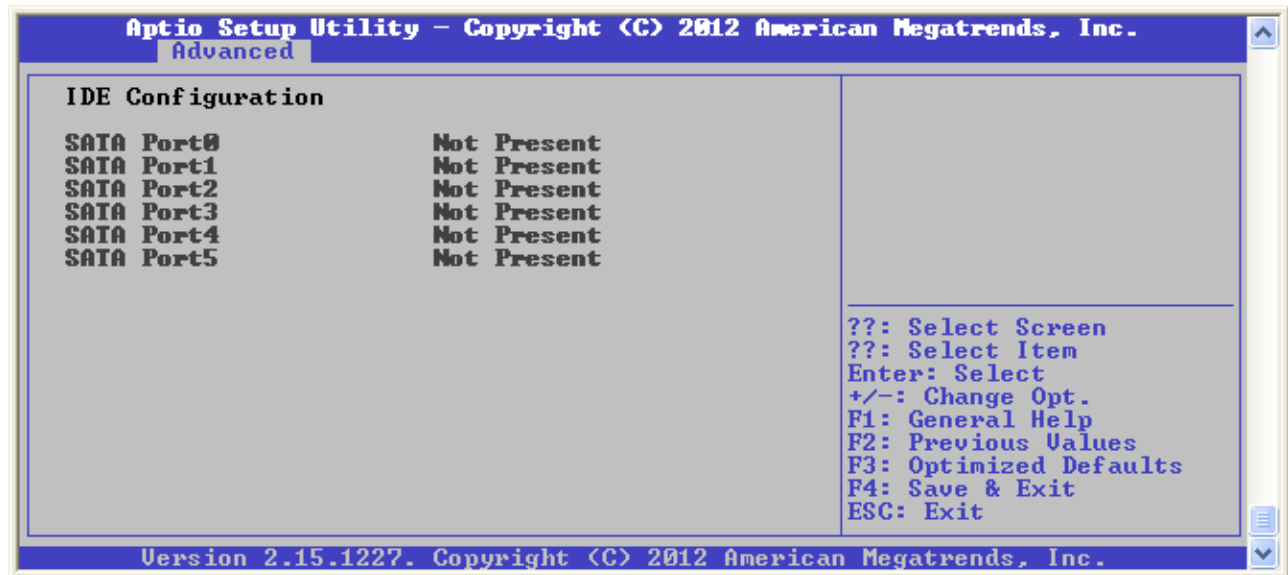 Aptio Setup Utility – Copyright (C) 2012 American Megatrends, Inc.
Advanced
IDE Configuration
SATA Port0 Not Present
SATA Port1 Not Present
SATA Port2 Not Present
SATA Port3 Not Present
SATA Port4 Not Present
SATA Port5 Not Present
??: Select Screen
??: Select Item
Enter: Select
+/-: Change Opt.
F1: General Help
F2: Previous Values
F3: Optimized Defaults
F4: Save & Exit
ESC: Exit
Version 2.15.1227. Copyright (C) 2012 American Megatrends, Inc.